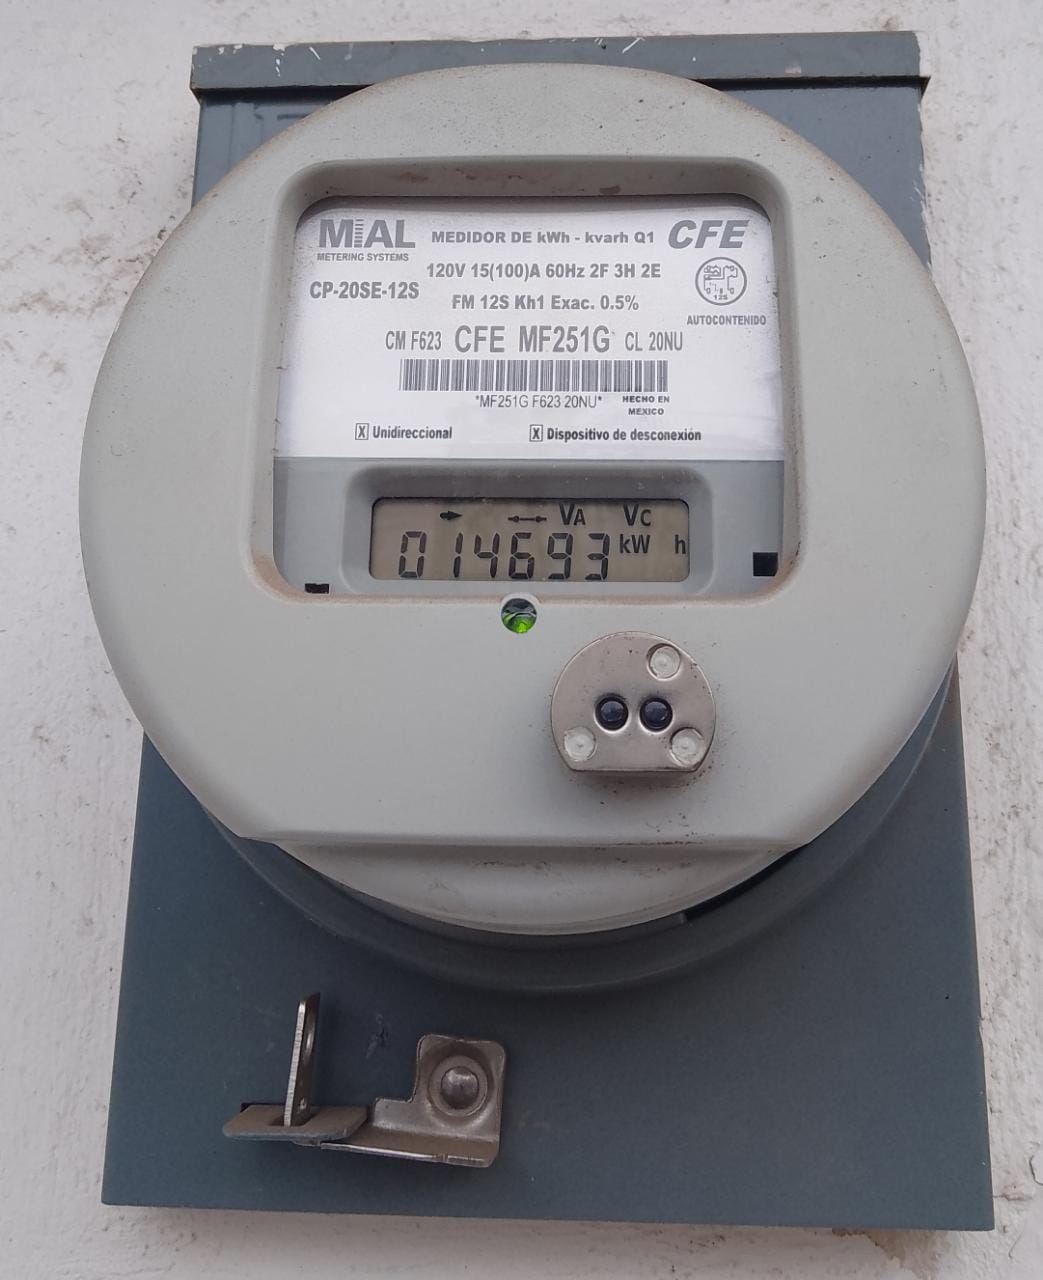 MIAL
METERING SYSTEMS
MEDIDOR DE kWh - kvarh Q1
CFE
120V 15(100)A 60Hz 2F 3H 2E
CP-20SE-12S
FM 12S Kh1 Exac. 0.5%
12S
AUTOCONTENIDO
CM F623 CFE MF251G CL 20NU
*MF251G F623 20NU*
HECHO EN
MEXICO
X Unidireccional
X Dispositivo de desconexión
VA VC
014693 kW h